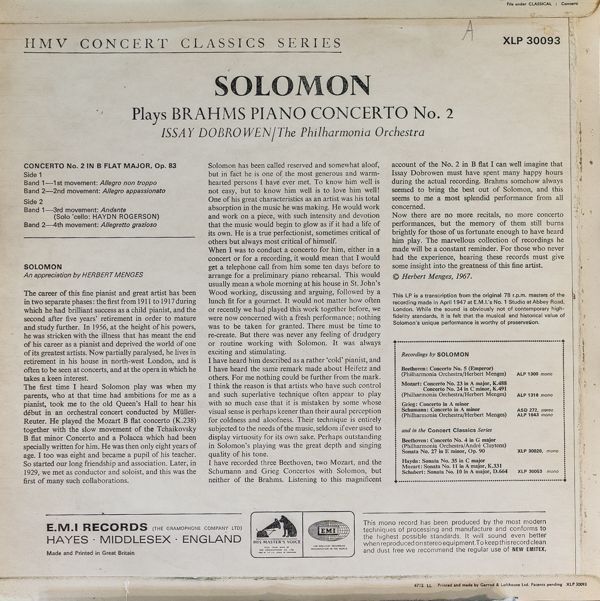 File under CLASSICAL : Concerti
HMV CONCERT CLASSICS SERIES
A
XLP 30093
SOLOMON
Plays BRAHMS PIANO CONCERTO No. 2
ISSAY DOBROWEN/The Philharmonia Orchestra
CONCERTO No. 2 IN B FLAT MAJOR, Op. 83
Side 1
Band 1—1st movement: Allegro non troppo
Band 2—2nd movement: Allegro appassionato
Side 2
Band 1—3rd movement: Andante
(Solo 'cello: HAYDN ROGERSON)
Band 2—4th movement: Allegretto grazioso
SOLOMON
An appreciation by HERBERT MENGES
The career of this fine pianist and great artist has been
in two separate phases: the first from 1911 to 1917 during
which he had brilliant success as a child pianist, and the
second after five years' retirement in order to mature
and study further. In 1956, at the height of his powers,
he was stricken with the illness that has meant the end
of his career as a pianist and deprived the world of one
of its greatest artists. Now partially paralysed, he lives in
retirement in his house in north-west London, and is
often to be seen at concerts, and at the opera in which he
takes a keen interest.
The first time I heard Solomon play was when my
parents, who at that time had ambitions for me as a
pianist, took me to the old Queen's Hall to hear his
début in an orchestral concert conducted by Müller-
Reuter. He played the Mozart B flat concerto (K.238)
together with the slow movement of the Tchaikovsky
B flat minor Concerto and a Polacca which had been
specially written for him. He was then only eight years of
age. I too was eight and became a pupil of his teacher.
So started our long friendship and association. Later, in
1929, we met as conductor and soloist, and this was the
first of many such collaborations.
Solomon has been called reserved and somewhat aloof,
but in fact he is one of the most generous and warm-
hearted persons I have ever met. To know him well is
not easy, but to know him well is to love him well!
One of his great characteristics as an artist was his total
absorption in the music he was making. He would work
and work on a piece, with such intensity and devotion
that the music would begin to glow as if it had a life of
its own. He is a true perfectionist, sometimes critical of
others but always most critical of himself.
When I was to conduct a concerto for him, either in a
concert or for a recording, it would mean that I would
get a telephone call from him some ten days before to
arrange for a preliminary piano rehearsal. This would
usually mean a whole morning at his house in St. John's
Wood working, discussing and arguing, followed by a
lunch fit for a gourmet. It would not matter how often
or recently we had played this work together before, we
were now concerned with a fresh performance; nothing
was to be taken for granted. There must be time to
re-create. But there was never any feeling of drudgery
or routine working with Solomon. It was always
exciting and stimulating.
I have heard him described as a rather 'cold' pianist, and
I have heard the same remark made about Heifetz and
others. For me nothing could be further from the mark.
I think the reason is that artists who have such control
and such superlative technique often appear to play
with so much ease that it is mistaken by some whose
visual sense is perhaps keener than their aural perception
for coldness and aloofness. Their technique is entirely
subjected to the needs of the music, seldom if ever used to
display virtuosity for its own sake. Perhaps outstanding
in Solomon's playing was the great depth and singing
quality of his tone.
I have recorded three Beethoven, two Mozart, and the
Schumann and Grieg Concertos with Solomon, but
neither of the Brahms. Listening to this magnificent
account of the No. 2 in B flat I can well imagine that
Issay Dobrowen must have spent many happy hours
during the actual recording. Brahms somehow always
seemed to bring the best out of Solomon, and this
seems to me a most splendid performance from all
concerned.
Now there are no more recitals, no more concerto
performances, but the memory of them still burns
brightly for those of us fortunate enough to have heard
him play. The marvellous collection of recordings he
made will be a constant reminder. For those who never
had the experience, hearing these records must give
some insight into the greatness of this fine artist.
© Herbert Menges, 1967.
This LP is a transcription from the original 78 r.p.m. masters of the
recording made in April 1947 at E.M.I.'s No. 1 Studio at Abbey Road,
London. While the sound is obviously not of contemporary high-
fidelity standards, it is felt that the musical and historical value of
Solomon's unique performance is worthy of preservation.
Recordings by SOLOMON
Beethoven: Concerto No. 5 (Emperor)
(Philharmonia Orchestra/Herbert Menges) ALP 1300 mono
Mozart: Concerto No. 23 in A major, K.488
Concerto No. 24 in C minor, K.491
(Philharmonia Orchestra/Herbert Menges) ALP 1316 mono
Grieg: Concerto in A minor
Schumann: Concerto in A minor ASD 272, stereo
(Philharmonia Orchestra/Herbert Menges) ALP 1643 mono
and in the Concert Classics Series
Beethoven: Concerto No. 4 in G major
(Philharmonia Orchestra/André Cluytens)
Sonata No. 27 in E minor, Op. 90 XLP 30020, mono
Haydn: Sonata No. 35 in C major
Mozart: Sonata No. 11 in A major, K.331
Schubert: Sonata No. 13 in A major, D.664 XLP 30053 mono
E.M.I RECORDS (THE GRAMOPHONE COMPANY LTD)
HAYES · MIDDLESEX · ENGLAND
Made and Printed in Great Britain
HIS MASTER'S VOICE
EMI
This mono record has been produced by the most modern
techniques of processing and manufacture and conforms to
the highest possible standards. It will sound even better
when reproduced on stereo equipment. To keep this record clean
and dust free we recommend the regular use of NEW EMITEX.
6712 LL Printed and made by Garrod & Lofthouse Ltd. Patents pending XLP 30093